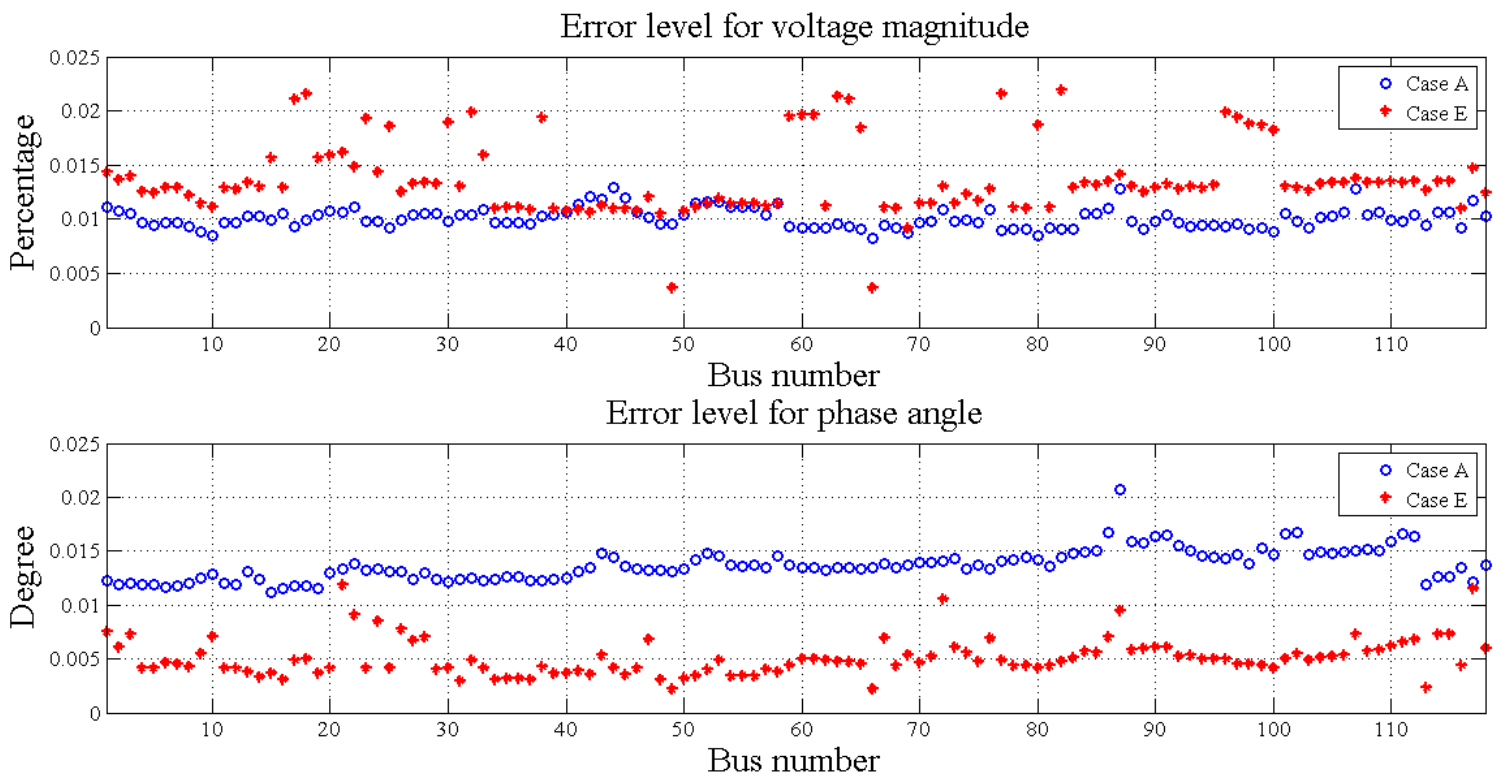 Error level for voltage magnitude
Percentage
0.025
0.02
0.015
0.01
0.005
0
Case A
Case E
10 20 30 40 50 60 70 80 90 100 110
Bus number
Error level for phase angle
Degree
0.025
0.02
0.015
0.01
0.005
0
Case A
Case E
10 20 30 40 50 60 70 80 90 100 110
Bus number